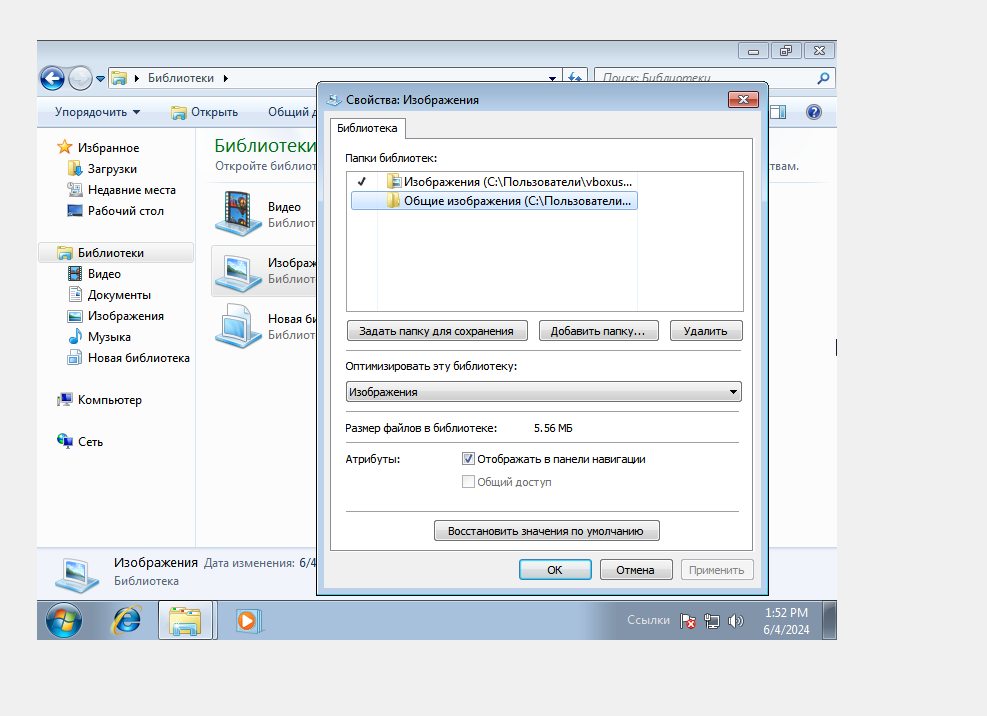 Библиотеки
Поиск: Библиотеки
Упорядочить
Открыть
Общий д
Избранное
Загрузки
Недавние места
Рабочий стол
Библиотеки
Видео
Документы
Изображения
Музыка
Новая библиотека
Компьютер
Сеть
Библиотеки
Откройте библиот
твам.
Видео
Библиот
Изображ
Библиот
Новая би
Библиот
Свойства: Изображения
Библиотека
Папки библиотек:
Изображения (C:\Пользователи\vboxus...
Общие изображения (C:\Пользователи...
Задать папку для сохранения
Добавить папку...
Удалить
Оптимизировать эту библиотеку:
Изображения
Размер файлов в библиотеке: 5.56 МБ
Атрибуты:
Отображать в панели навигации
Общий доступ
Восстановить значения по умолчанию
ОК
Отмена
Применить
Изображения Дата изменения: 6/4
Библиотека
Ссылки
1:52 PM
6/4/2024